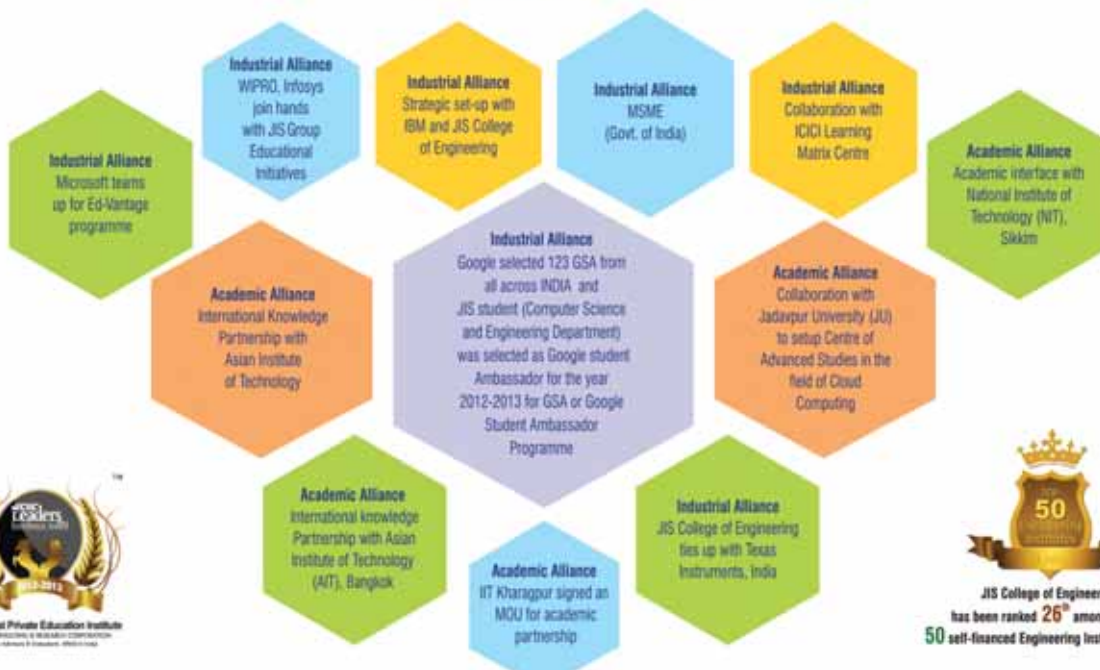 Industrial Alliance
WIPRO, Infosys
join hands
with JIS Group
Educational
Initiatives
Industrial Alliance
Strategic set-up with
IBM and JIS College
of Engineering
Industrial Alliance
MSME
(Govt. of India)
Industrial Alliance
Collaboration with
ICICI Learning
Matrix Centre
Industrial Alliance
Microsoft teams
up for Ed-Vantage
programme
Academic Alliance
Academic interface with
National Institute of
Technology (NIT),
Sikkim
Academic Alliance
International Knowledge
Partnership with
Asian Institute
of Technology
Industrial Alliance
Google selected 123 GSA from
all across INDIA and
JIS student (Computer Science
and Engineering Department)
was selected as Google student
Ambassador for the year
2012-2013 for GSA or Google
Student Ambassador
Programme
Academic Alliance
Collaboration with
Jadavpur University (JU)
to setup Centre of
Advanced Studies in the
field of Cloud
Computing
Academic Alliance
International knowledge
Partnership with Asian
Institute of Technology
(AIT), Bangkok
Academic Alliance
IIT Kharagpur signed an
MOU for academic
partnership
Industrial Alliance
JIS College of Engineering
ties up with Texas
Instruments, India
Leaders
2012-2013
Private Education Institute
50
JIS College of
has been ranked 26th
50 self-financed Engineering